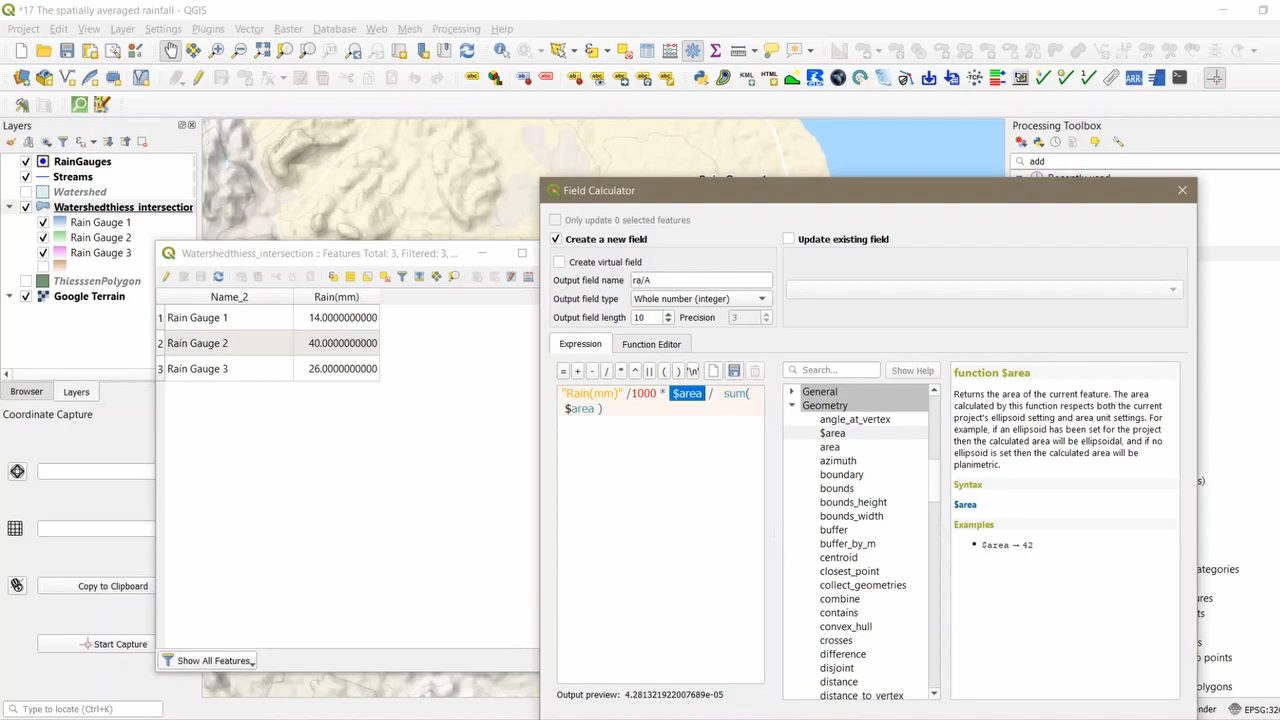 *17 The spatially averaged rainfall - QGIS
Project Edit View Layer Settings Plugins Vector Raster Database Web Mesh Processing Help
Layers
RainGauges
Streams
Watershed
Watershedthiess_intersection
Rain Gauge 1
Rain Gauge 2
Rain Gauge 3
ThiesssenPolygon
Google Terrain
Browser Layers
Coordinate Capture
Copy to Clipboard
Start Capture
Type to locate (Ctrl+K)
Watershedthiess_intersection :: Features Total: 3, Filtered: 3, ...
Name_2 Rain(mm)
1 Rain Gauge 1 14.0000000000
2 Rain Gauge 2 40.0000000000
3 Rain Gauge 3 26.0000000000
Show All Features
Processing Toolbox
add
Field Calculator
Only update 0 selected features
Create a new field
Update existing field
Create virtual field
Output field name ra/A
Output field type Whole number (integer)
Output field length 10 Precision 3
Expression Function Editor
= + - / * ^ || ( ) '\n'
"Rain(mm)" /1000 * $area / sum(
$area )
Output preview: 4.281321922007689e-05
Search... Show Help
General
Geometry
angle_at_vertex
$area
area
azimuth
boundary
bounds
bounds_height
bounds_width
buffer
buffer_by_m
centroid
closest_point
collect_geometries
combine
contains
convex_hull
crosses
difference
disjoint
distance
distance_to_vertex
function $area
Returns the area of the current feature. The area
calculated by this function respects both the current
project's ellipsoid setting and area unit settings. For
example, if an ellipsoid has been set for the project
then the calculated area will be ellipsoidal, and if no
ellipsoid is set then the calculated area will be
planimetric.
Syntax
$area
Examples
• $area → 42
s)
ategories
ures
ts
s
o points
lygons
nder EPSG:326